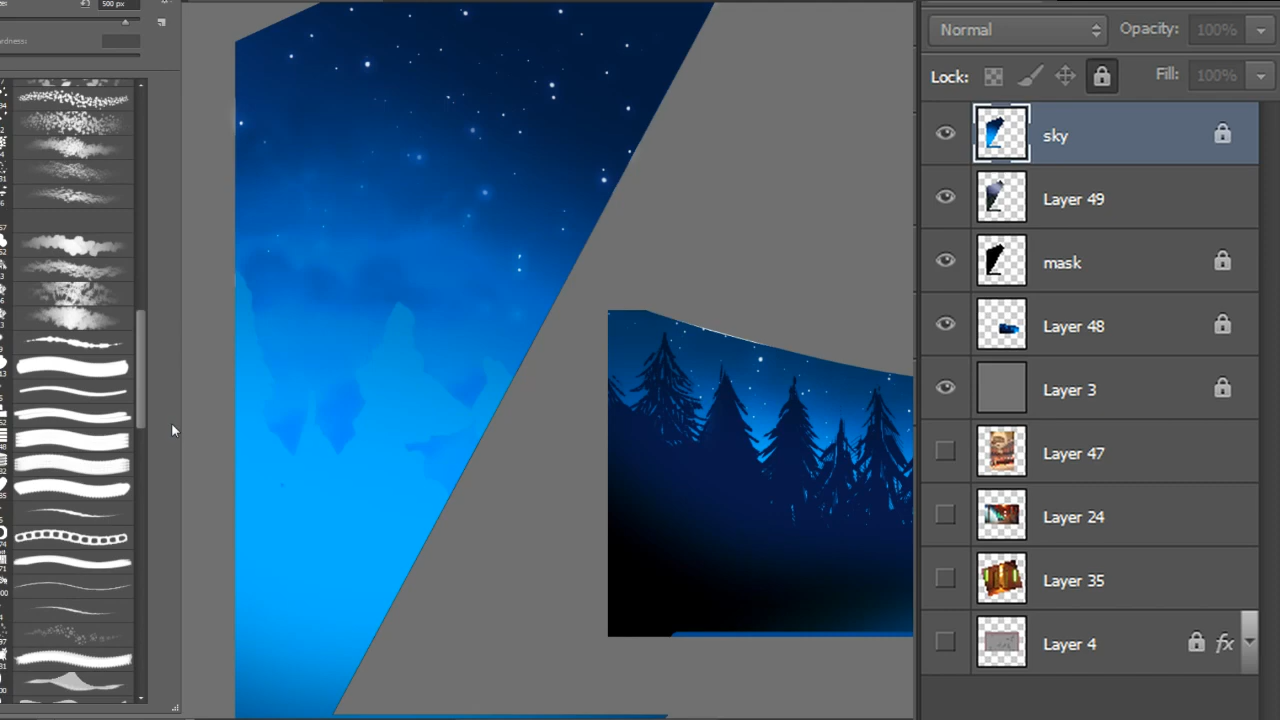 500 px
Normal
Opacity: 100%
Lock:
Fill: 100%
sky
Layer 49
mask
Layer 48
Layer 3
Layer 47
Layer 24
Layer 35
Layer 4
fx